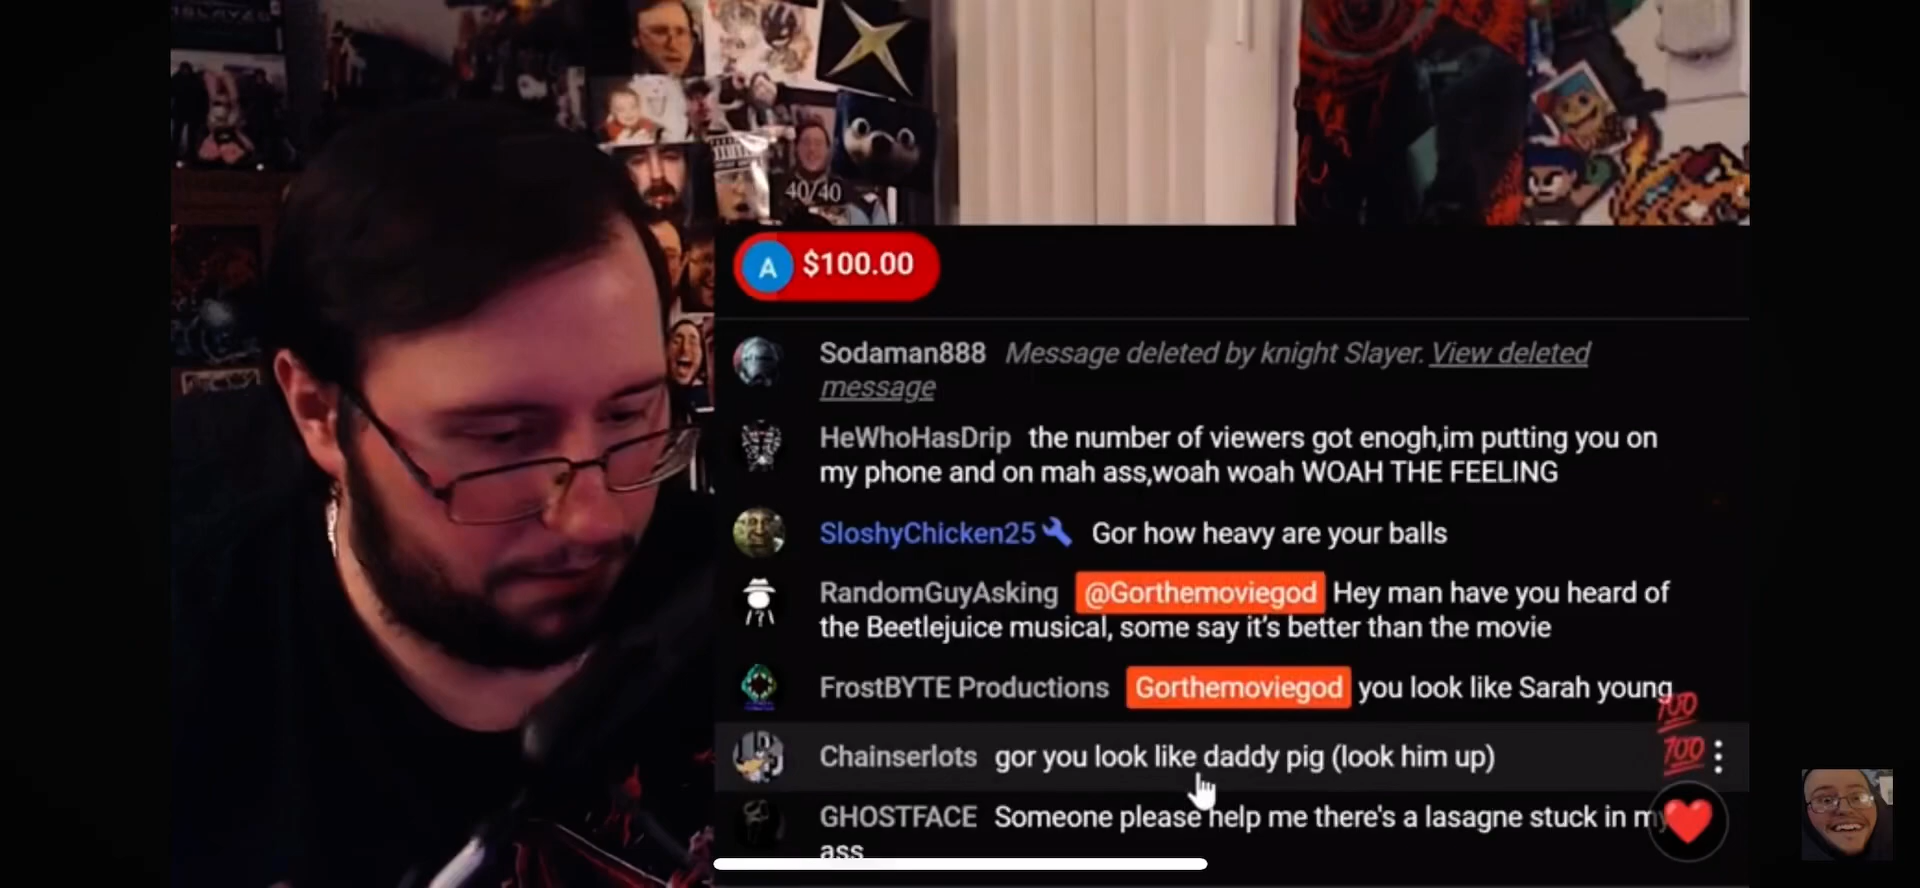 40/40
A $100.00
Sodaman888 Message deleted by knight Slayer. View deleted
message
HeWhoHasDrip the number of viewers got enogh,im putting you on
my phone and on mah ass,woah woah WOAH THE FEELING
SloshyChicken25 Gor how heavy are your balls
RandomGuyAsking @Gorthemoviegod Hey man have you heard of
the Beetlejuice musical, some say it's better than the movie
FrostBYTE Productions Gorthemoviegod you look like Sarah young
100
100
Chainserlots gor you look like daddy pig (look him up)
GHOSTFACE Someone please help me there's a lasagne stuck in my
ass